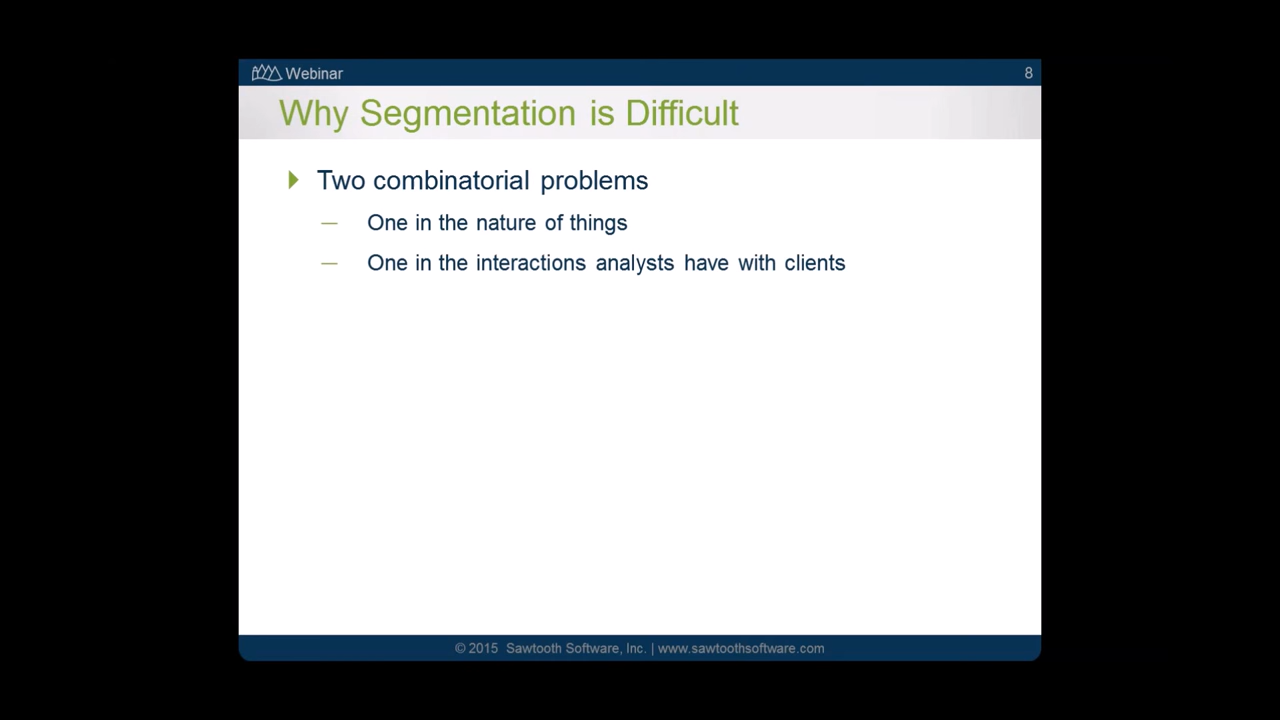 Webinar
8
Why Segmentation is Difficult
Two combinatorial problems
— One in the nature of things
— One in the interactions analysts have with clients
© 2015 Sawtooth Software, Inc. | www.sawtoothsoftware.com